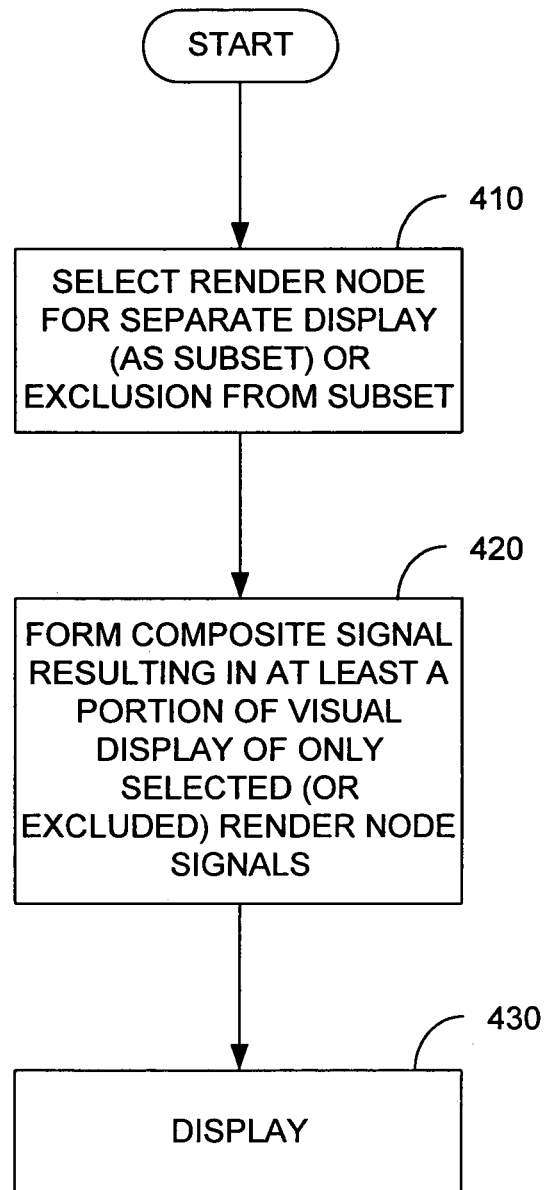 START
410
SELECT RENDER NODE
FOR SEPARATE DISPLAY
(AS SUBSET) OR
EXCLUSION FROM SUBSET
420
FORM COMPOSITE SIGNAL
RESULTING IN AT LEAST A
PORTION OF VISUAL
DISPLAY OF ONLY
SELECTED (OR
EXCLUDED) RENDER NODE
SIGNALS
430
DISPLAY